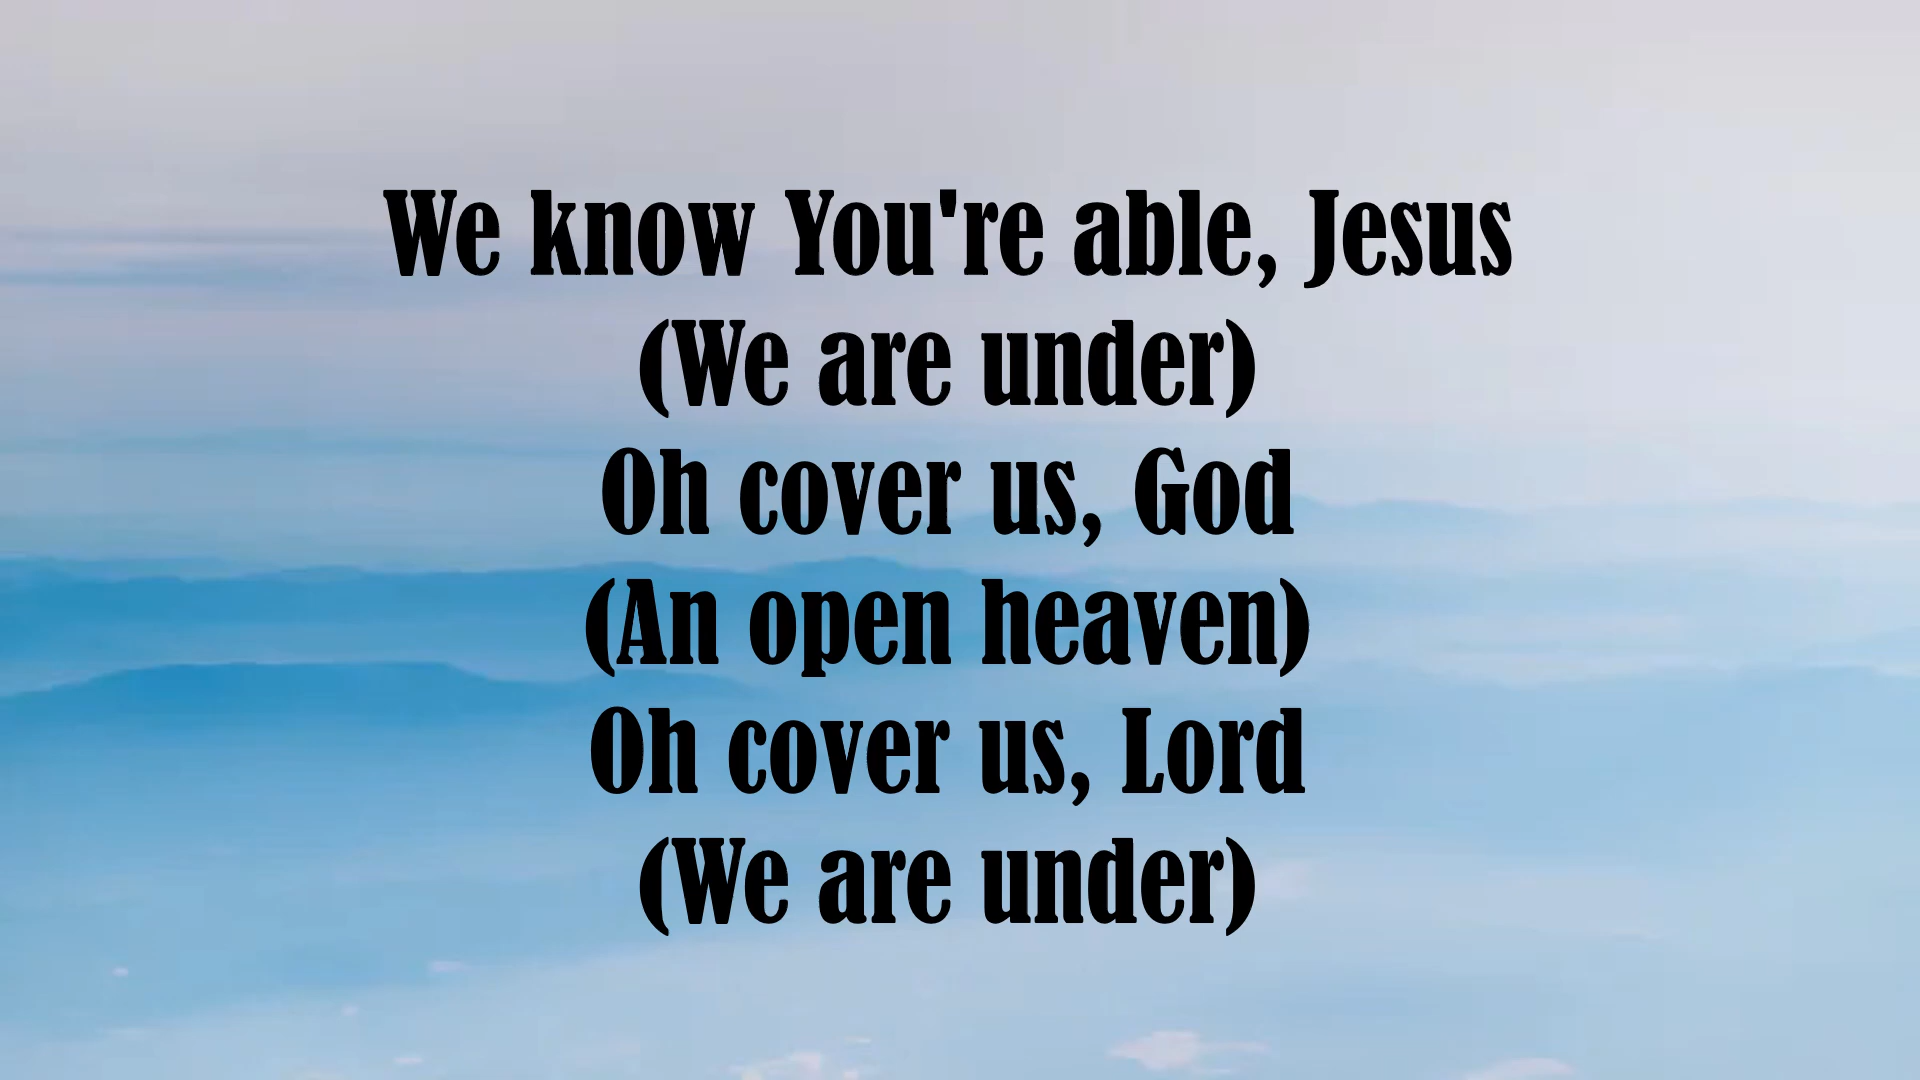 We know You're able, Jesus
(We are under)
Oh cover us, God
(An open heaven)
Oh cover us, Lord
(We are under)